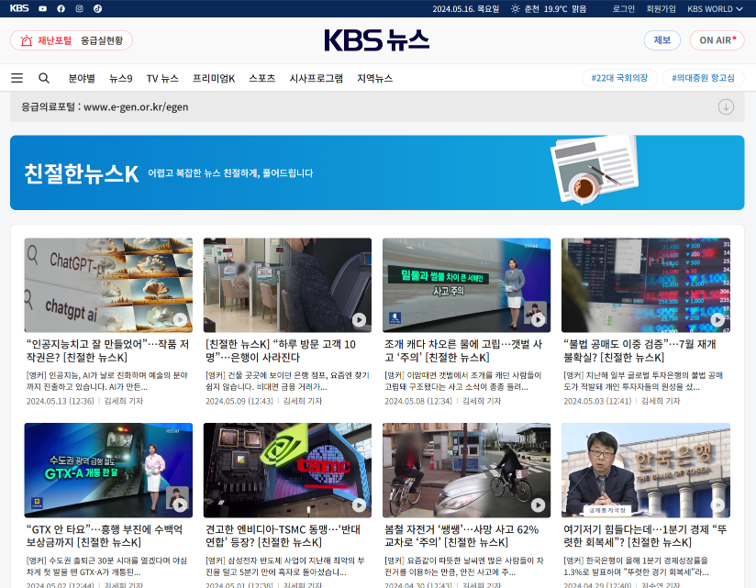 KBS
2024.05.16. 목요일 춘천 19.9℃ 맑음 로그인 회원가입 KBS WORLD
재난포털 응급실현황
KBS 뉴스
제보 ON AIR
분야별 뉴스9 TV 뉴스 프리미엄K 스포츠 시사프로그램 지역뉴스 #22대 국회의장 #의대증원 항고심
응급의료포털 : www.e-gen.or.kr/egen
친절한뉴스K 어렵고 복잡한 뉴스 친절하게, 풀어드립니다
ChatGPT-
chatgpt ai
밀물과 썰물 차이 큰 서해안
사고 주의
“인공지능치고 잘 만들었어”…작품 저
작권은? [친절한 뉴스K]
[앵커] 인공지능, AI가 날로 진화하며 예술의 분야
까지 진출하고 있습니다. AI가 만든...
2024.05.13 (12:36) 김세희 기자
[친절한 뉴스K] “하루 방문 고객 10
명”…은행이 사라진다
[앵커] 건물 곳곳에 보이던 은행 점포, 요즘엔 찾기
쉽지 않습니다. 비대면 금융 거래가...
2024.05.09 (12:43) 김세희 기자
조개 캐다 차오른 물에 고립…갯벌 사
고 ‘주의’ [친절한 뉴스K]
[앵커] 이맘때면 갯벌에서 조개를 캐던 사람들이
고립돼 구조됐다는 사고 소식이 종종 들려...
2024.05.08 (12:34) 김세희 기자
“불법 공매도 이중 검증”…7월 재개
불확실? [친절한 뉴스K]
[앵커] 지난해 일부 글로벌 투자은행의 불법 공매
도가 적발돼 개인 투자자들의 원성을 샀...
2024.05.03 (12:41) 김세희 기자
수도권 광역 급행 철도
GTX-A 개통 한 달
TSMC
한국은행
THE BANK OF KOREA
“GTX 안 타요”…흥행 부진에 수백억
보상금까지 [친절한 뉴스K]
[앵커] 수도권 출퇴근 30분 시대를 열겠다며 야심
차게 첫 발을 뗀 GTX-A가 개통된...
2024.05.02 (12:44) 김세희 기자
견고한 엔비디아-TSMC 동맹…‘반대
연합’ 등장? [친절한 뉴스K]
[앵커] 삼성전자 반도체 사업이 지난해 최악의 부
진을 털고 5분기 만에 흑자로 돌아섰습니...
2024.05.01 (12:36) 김세희 기자
봄철 자전거 ‘쌩쌩’…사망 사고 62%
교차로 ‘주의’ [친절한 뉴스K]
[앵커] 요즘같이 따뜻한 날씨엔 많은 사람들이 자
전거를 이용하는 만큼, 안전 사고에 주...
2024.04.30 (12:43) 김세희 기자
여기저기 힘들다는데…1분기 경제 “뚜
렷한 회복세”? [친절한 뉴스K]
[앵커] 한국은행이 올해 1분기 경제성장률을
1.3%로 발표하며 “뚜렷한 경기 회복세”라...
2024.04.29 (12:40)